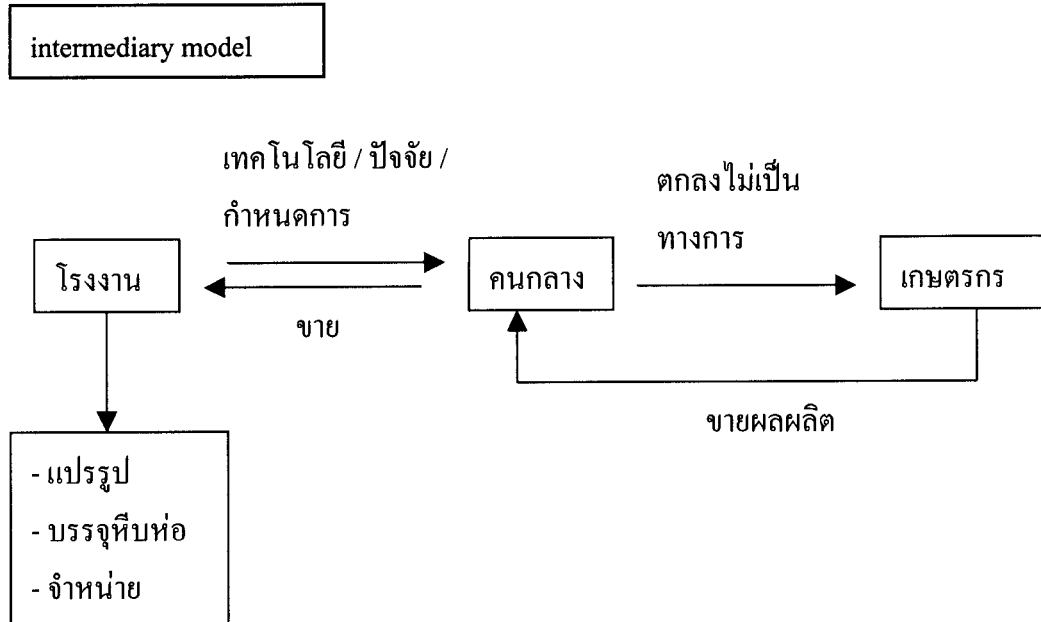 intermediary model
เทคโนโลยี / ปัจจัย /
กำหนดการ
ตกลงไม่เป็น
ทางการ
โรงงาน
คนกลาง
เกษตรกร
ขาย
ขายผลผลิต
- แปรรูป
- บรรจุหีบห่อ
- จำหน่าย